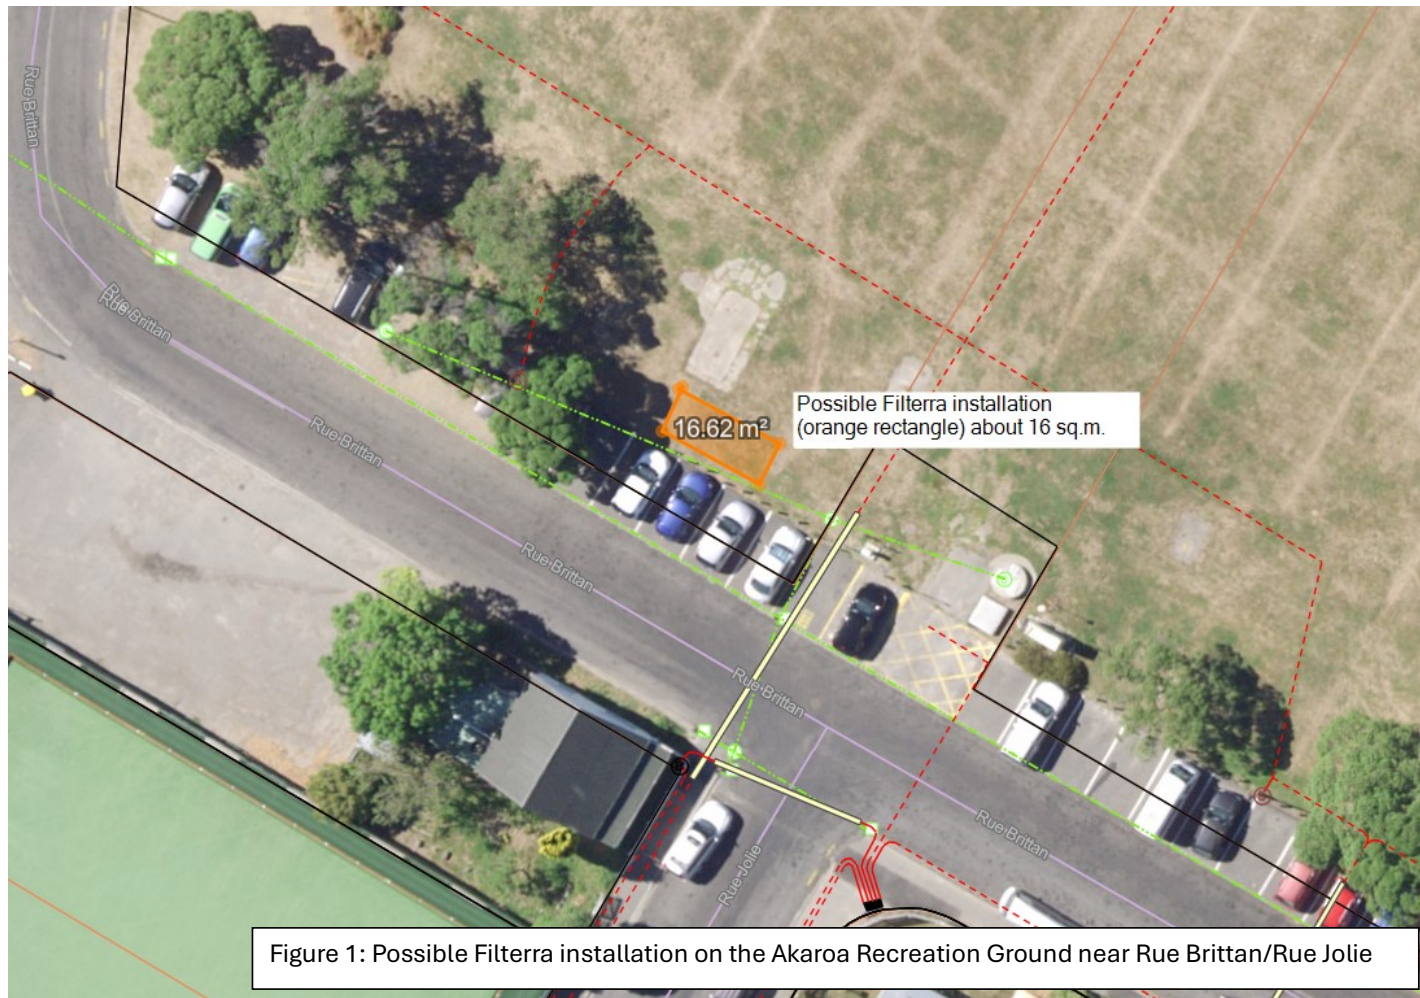 Rue Brittan
Rue Brittan
Rue Brittan
Rue Brittan
16.62 m²
Possible Filterra installation
(orange rectangle) about 16 sq.m.
Rue Brittan
Rue Brittan
Rue Brittan
Rue Jolie
Figure 1: Possible Filterra installation on the Akaroa Recreation Ground near Rue Brittan/Rue Jolie